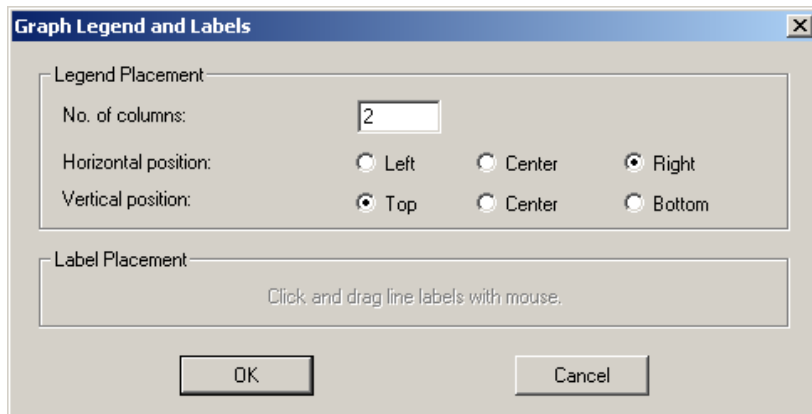 Graph Legend and Labels
Legend Placement
No. of columns: 2
Horizontal position: Left Center Right
Vertical position: Top Center Bottom
Label Placement
Click and drag line labels with mouse.
OK Cancel